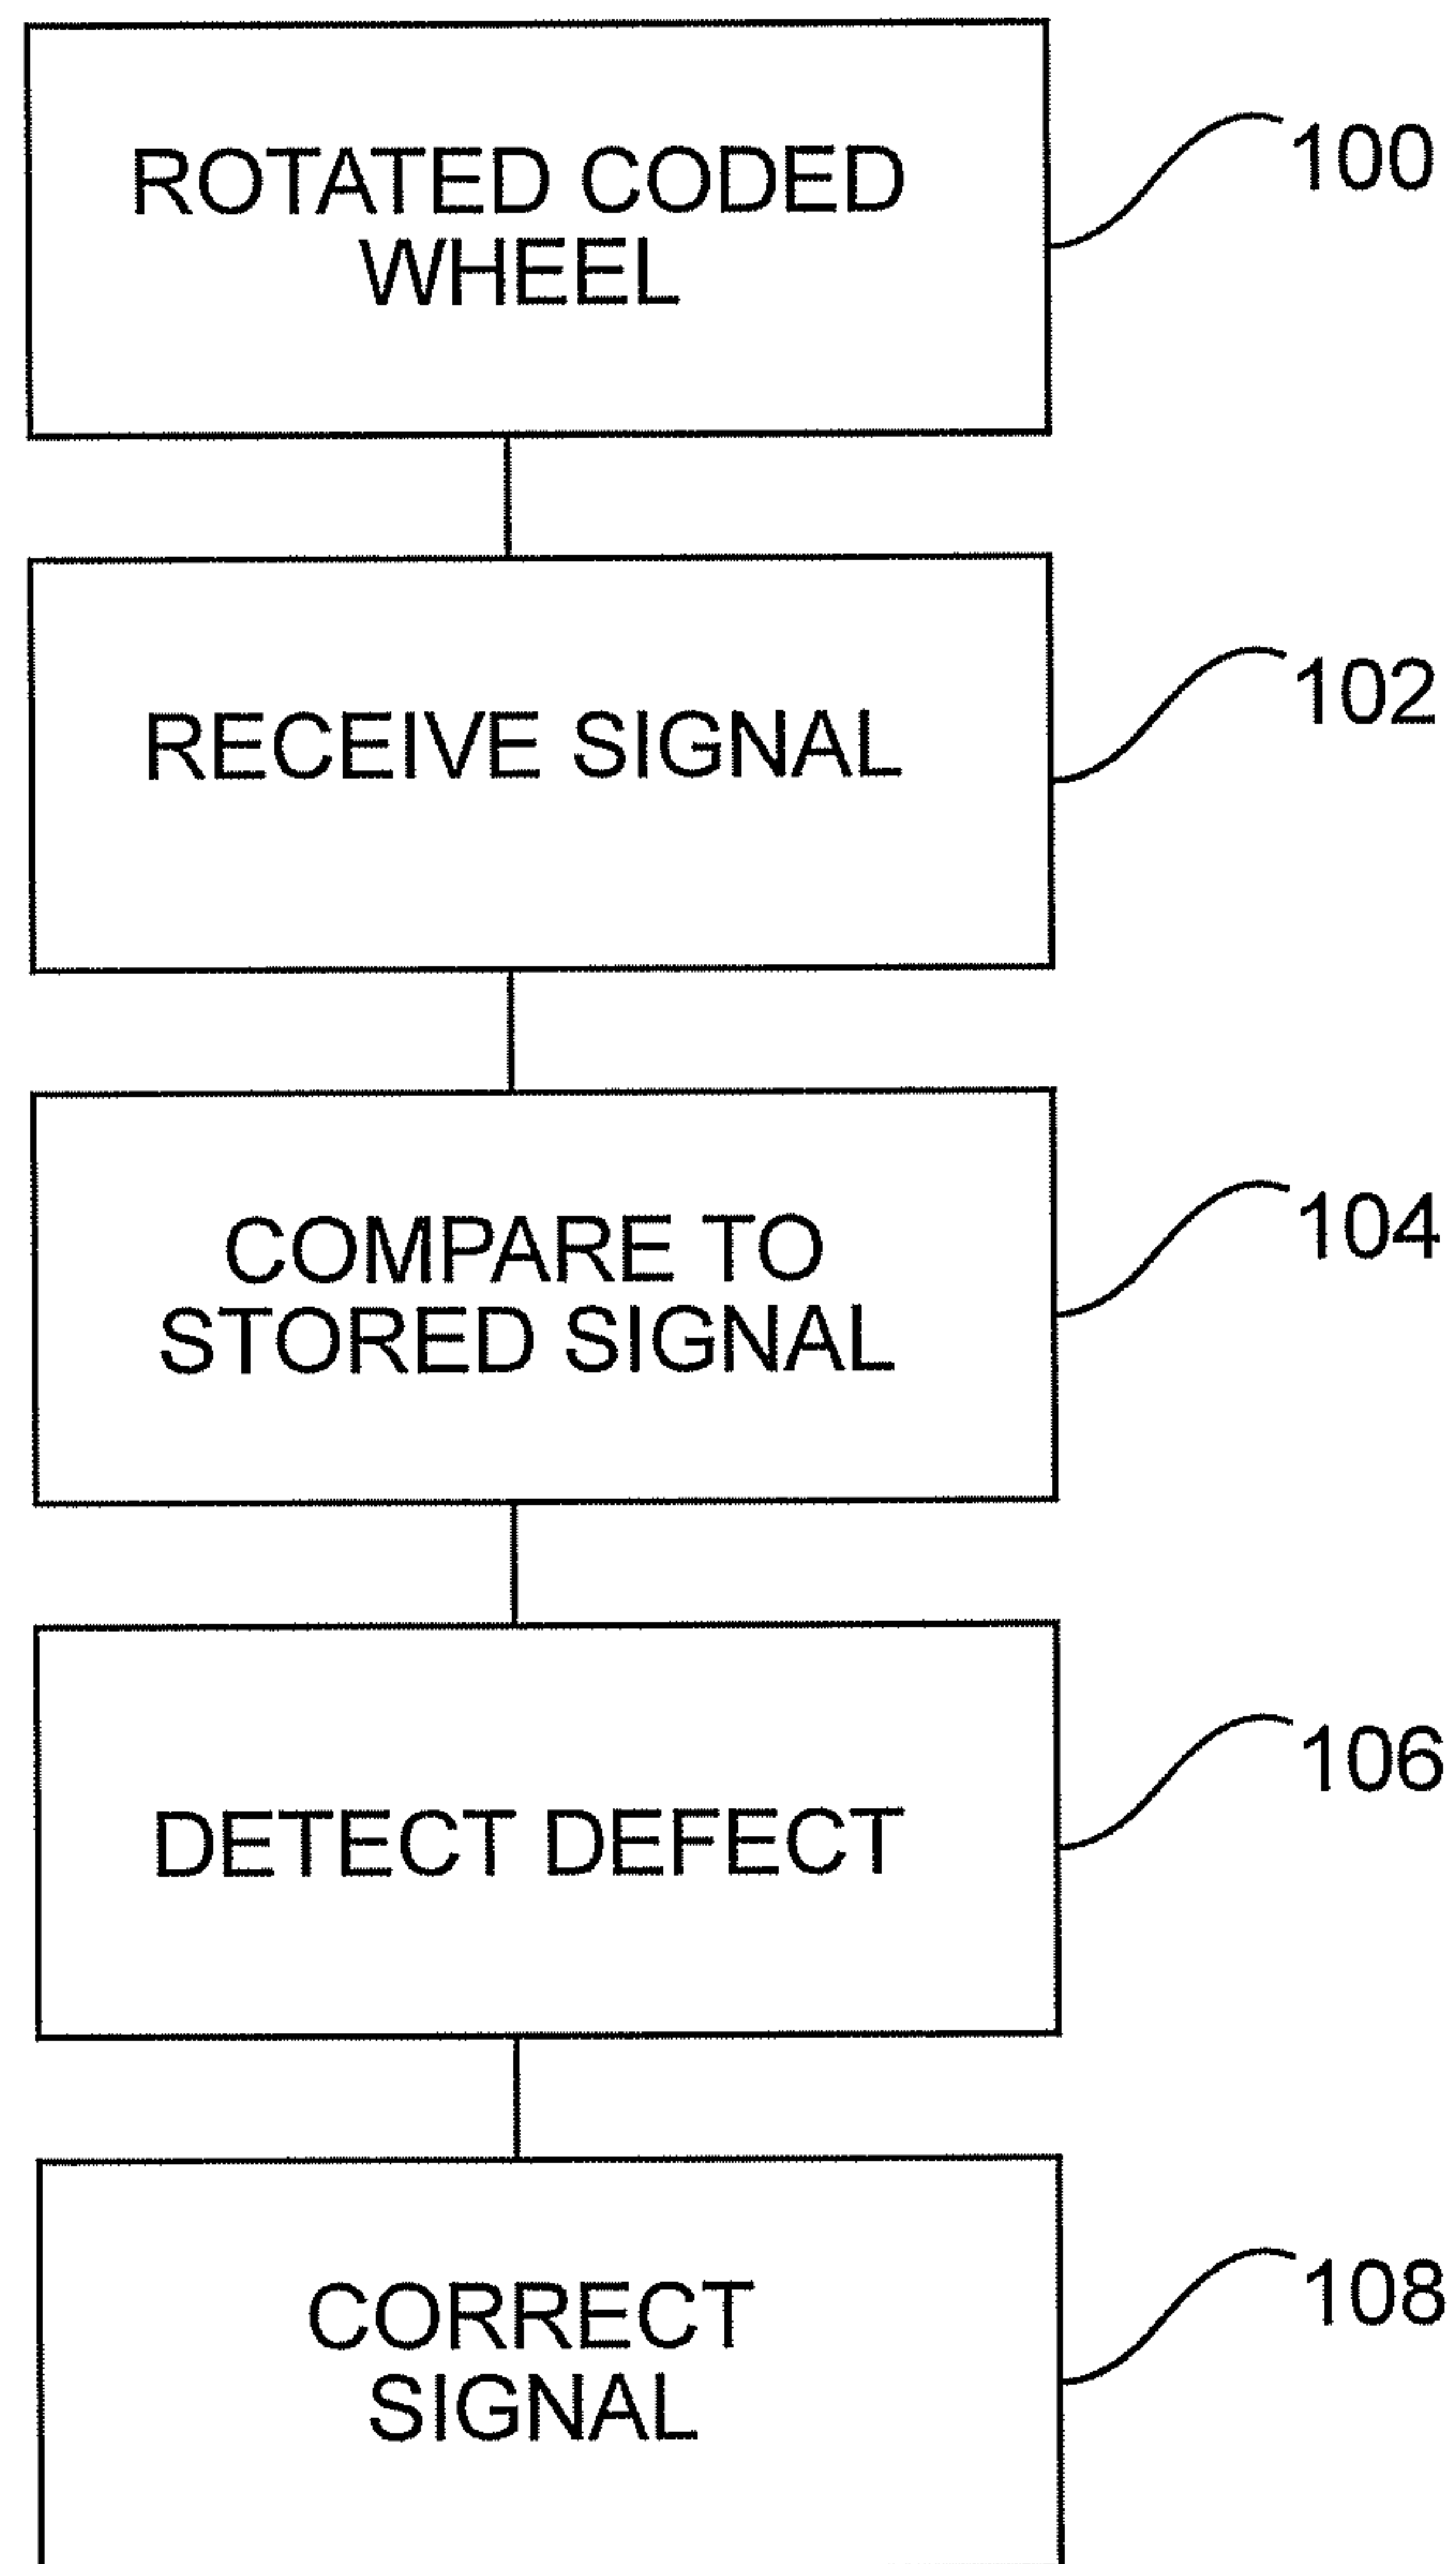 ROTATED CODED
WHEEL
100
RECEIVE SIGNAL
102
COMPARE TO
STORED SIGNAL
104
DETECT DEFECT
106
CORRECT
SIGNAL
108